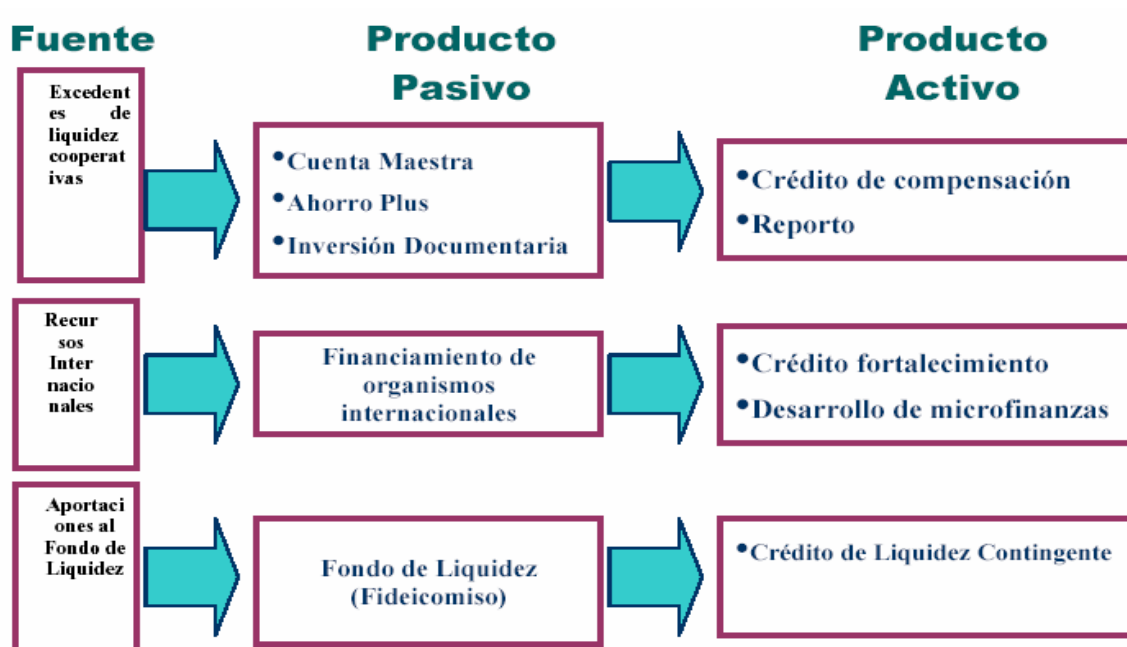 Fuente
Producto
Pasivo
Producto
Activo
Excedent
es de
liquidez
cooperat
ivas
•Cuenta Maestra
•Ahorro Plus
•Inversión Documentaria
•Crédito de compensación
•Reporto
Recur
sos
Inter
nacio
nales
Financiamiento de
organismos
internacionales
•Crédito fortalecimiento
•Desarrollo de microfinanzas
Aportaci
ones al
Fondo de
Liquidez
Fondo de Liquidez
(Fideicomiso)
•Crédito de Liquidez Contingente